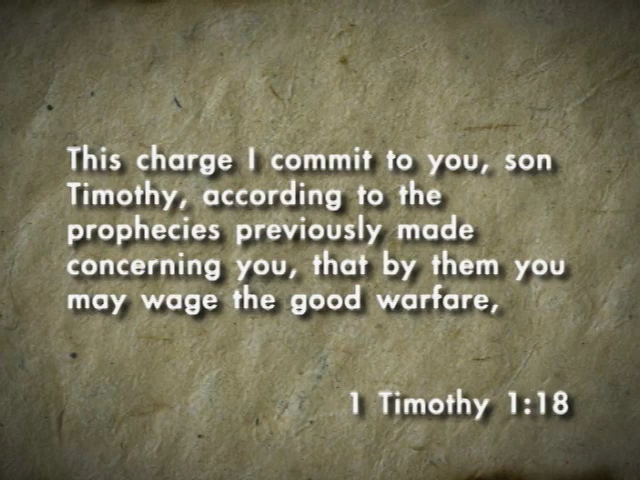 This charge I commit to you, son
Timothy, according to the
prophecies previously made
concerning you, that by them you
may wage the good warfare,
1 Timothy 1:18